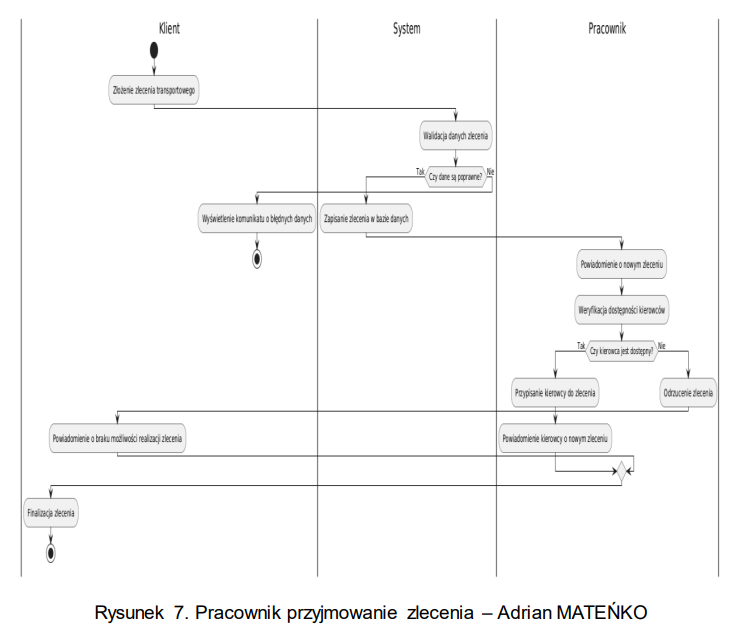 Klient System Pracownik
Złożenie zlecenia transportowego
Walidacja danych zlecenia
Tak Czy dane są poprawne? Nie
Wyświetlenie komunikatu o błędnych danych Zapisanie zlecenia w bazie danych
Powiadomienie o nowym zleceniu
Weryfikacja dostępności kierowców
Tak Czy kierowca jest dostępny? Nie
Przypisanie kierowcy do zlecenia Odrzucenie zlecenia
Powiadomienie o braku możliwości realizacji zlecenia Powiadomienie kierowcy o nowym zleceniu
Finalizacja zlecenia
Rysunek 7. Pracownik przyjmowanie zlecenia – Adrian MATEŃKO